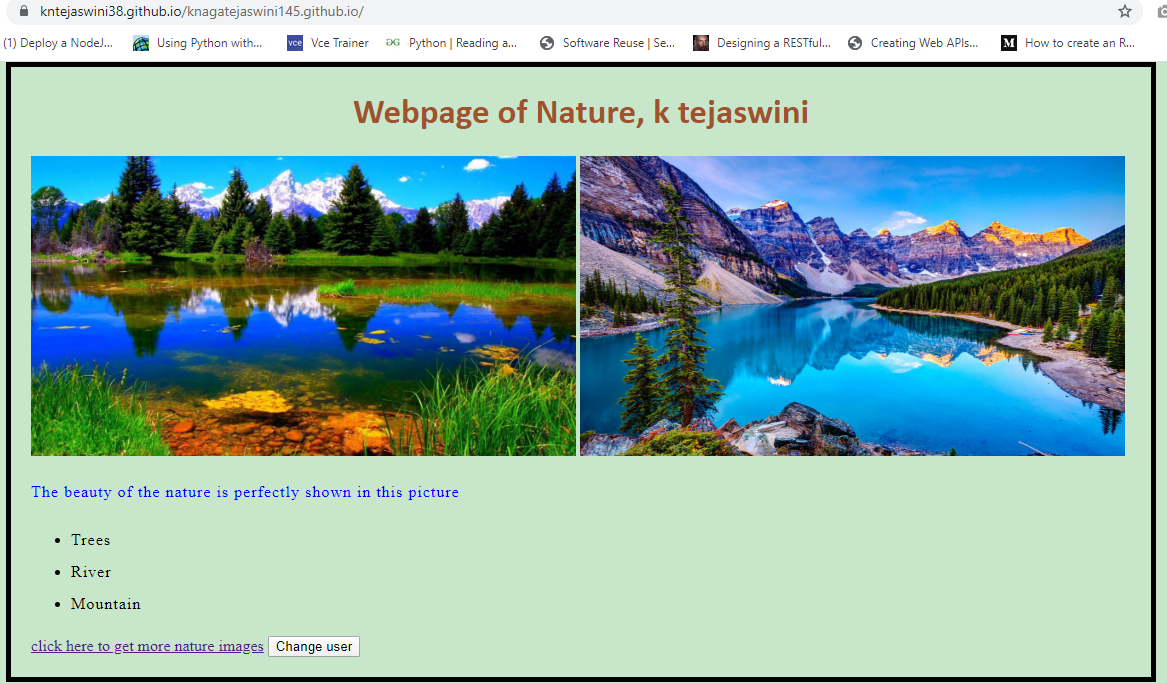 kntejaswini38.github.io/knagatejaswini145.github.io/
(1) Deploy a NodeJ... Using Python with... vce Vce Trainer GG Python | Reading a... Software Reuse | Se... Designing a RESTful... Creating Web APIs... M How to create an R...
Webpage of Nature, k tejaswini
The beauty of the nature is perfectly shown in this picture
• Trees
• River
• Mountain
click here to get more nature images Change user